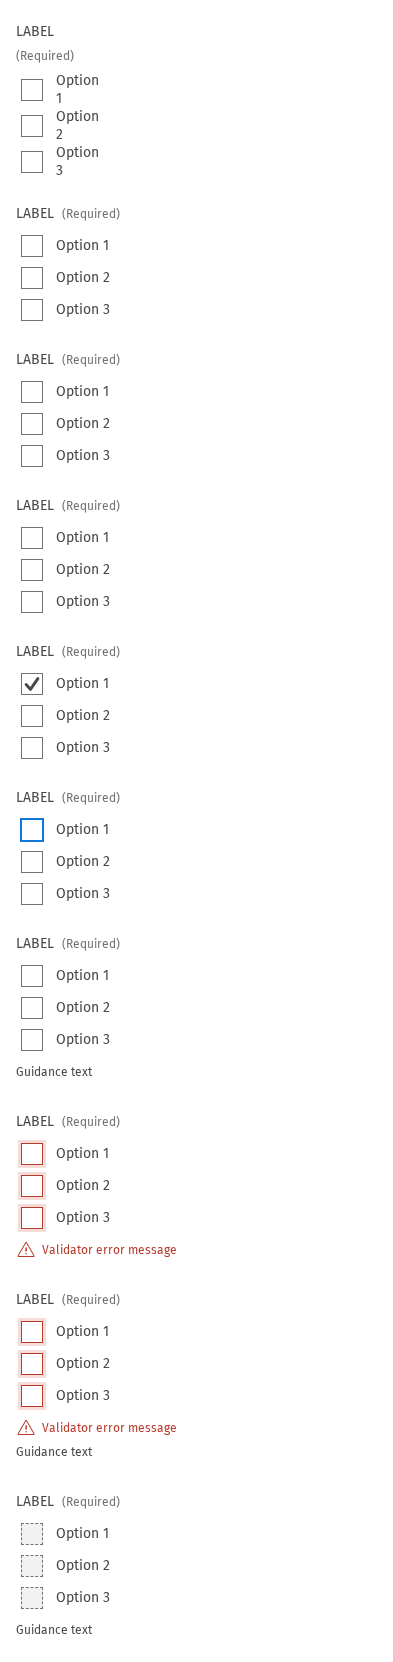 LABEL
(Required)
Option
1
Option
2
Option
3
LABEL (Required)
Option 1
Option 2
Option 3
LABEL (Required)
Option 1
Option 2
Option 3
LABEL (Required)
Option 1
Option 2
Option 3
LABEL (Required)
Option 1
Option 2
Option 3
LABEL (Required)
Option 1
Option 2
Option 3
LABEL (Required)
Option 1
Option 2
Option 3
Guidance text
LABEL (Required)
Option 1
Option 2
Option 3
Validator error message
LABEL (Required)
Option 1
Option 2
Option 3
Validator error message
Guidance text
LABEL (Required)
Option 1
Option 2
Option 3
Guidance text